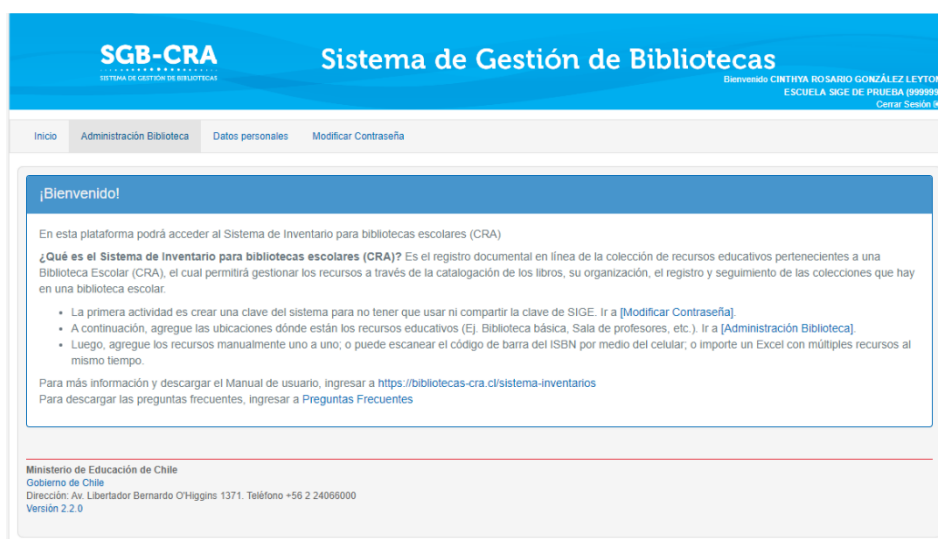 SGB-CRA
SISTEMA DE GESTIÓN DE BIBLIOTECAS
Sistema de Gestión de Bibliotecas
Bienvenido CINTHYA ROSARIO GONZÁLEZ LEYTON
ESCUELA SIGE DE PRUEBA (999999
Cerrar Sesión
Inicio Administración Biblioteca Datos personales Modificar Contraseña
¡Bienvenido!
En esta plataforma podrá acceder al Sistema de Inventario para bibliotecas escolares (CRA)
¿Qué es el Sistema de Inventario para bibliotecas escolares (CRA)? Es el registro documental en línea de la colección de recursos educativos pertenecientes a una
Biblioteca Escolar (CRA), el cual permitirá gestionar los recursos a través de la catalogación de los libros, su organización, el registro y seguimiento de las colecciones que hay
en una biblioteca escolar.
• La primera actividad es crear una clave del sistema para no tener que usar ni compartir la clave de SIGE. Ir a [Modificar Contraseña].
• A continuación, agregue las ubicaciones dónde están los recursos educativos (Ej. Biblioteca básica, Sala de profesores, etc.). Ir a [Administración Biblioteca].
• Luego, agregue los recursos manualmente uno a uno; o puede escanear el código de barra del ISBN por medio del celular; o importe un Excel con múltiples recursos al
mismo tiempo.
Para más información y descargar el Manual de usuario, ingresar a https://bibliotecas-cra.cl/sistema-inventarios
Para descargar las preguntas frecuentes, ingresar a Preguntas Frecuentes
Ministerio de Educación de Chile
Gobierno de Chile
Dirección: Av. Libertador Bernardo O'Higgins 1371. Teléfono +56 2 24066000
Versión 2.2.0